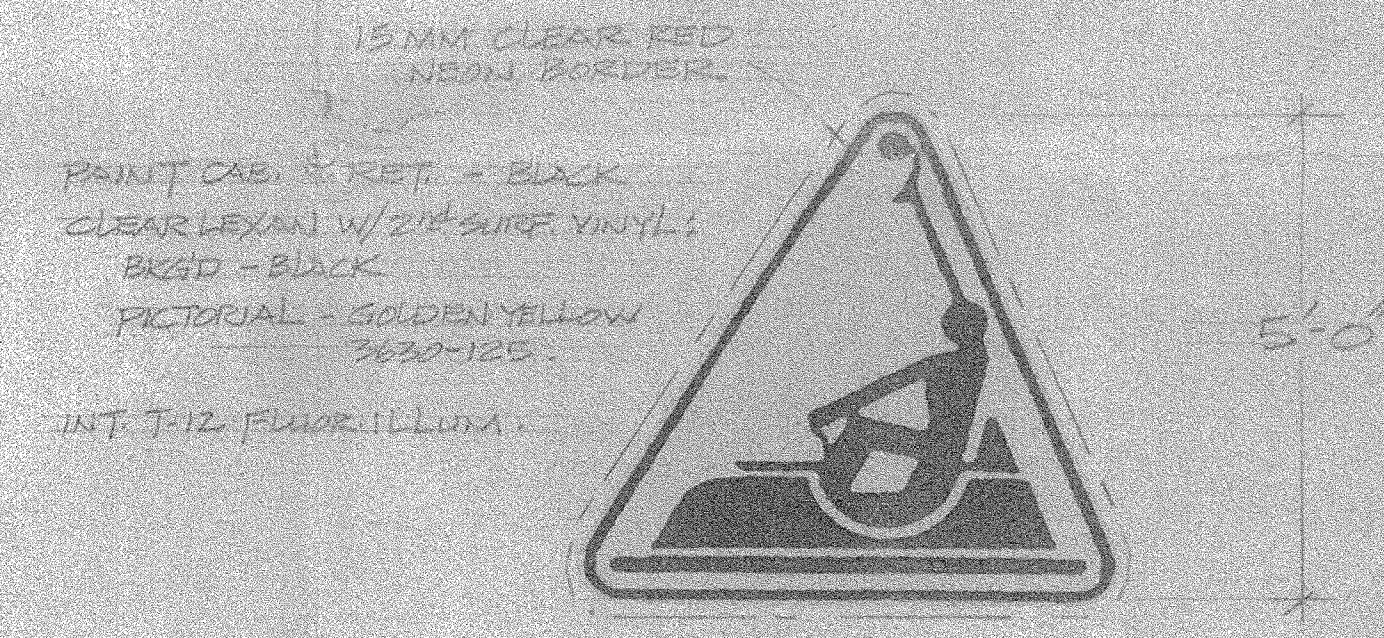 15 MM CLEAR RED
NEON BORDER.
PAINT CAB. & RET. - BLACK
CLEAR LEXAN W/ 2nd SURF. VINYL:
BKG'D - BLACK
PICTORIAL - GOLDEN YELLOW
3630-125.
INT. T-12 FLUOR. ILLUM.
5'-0"